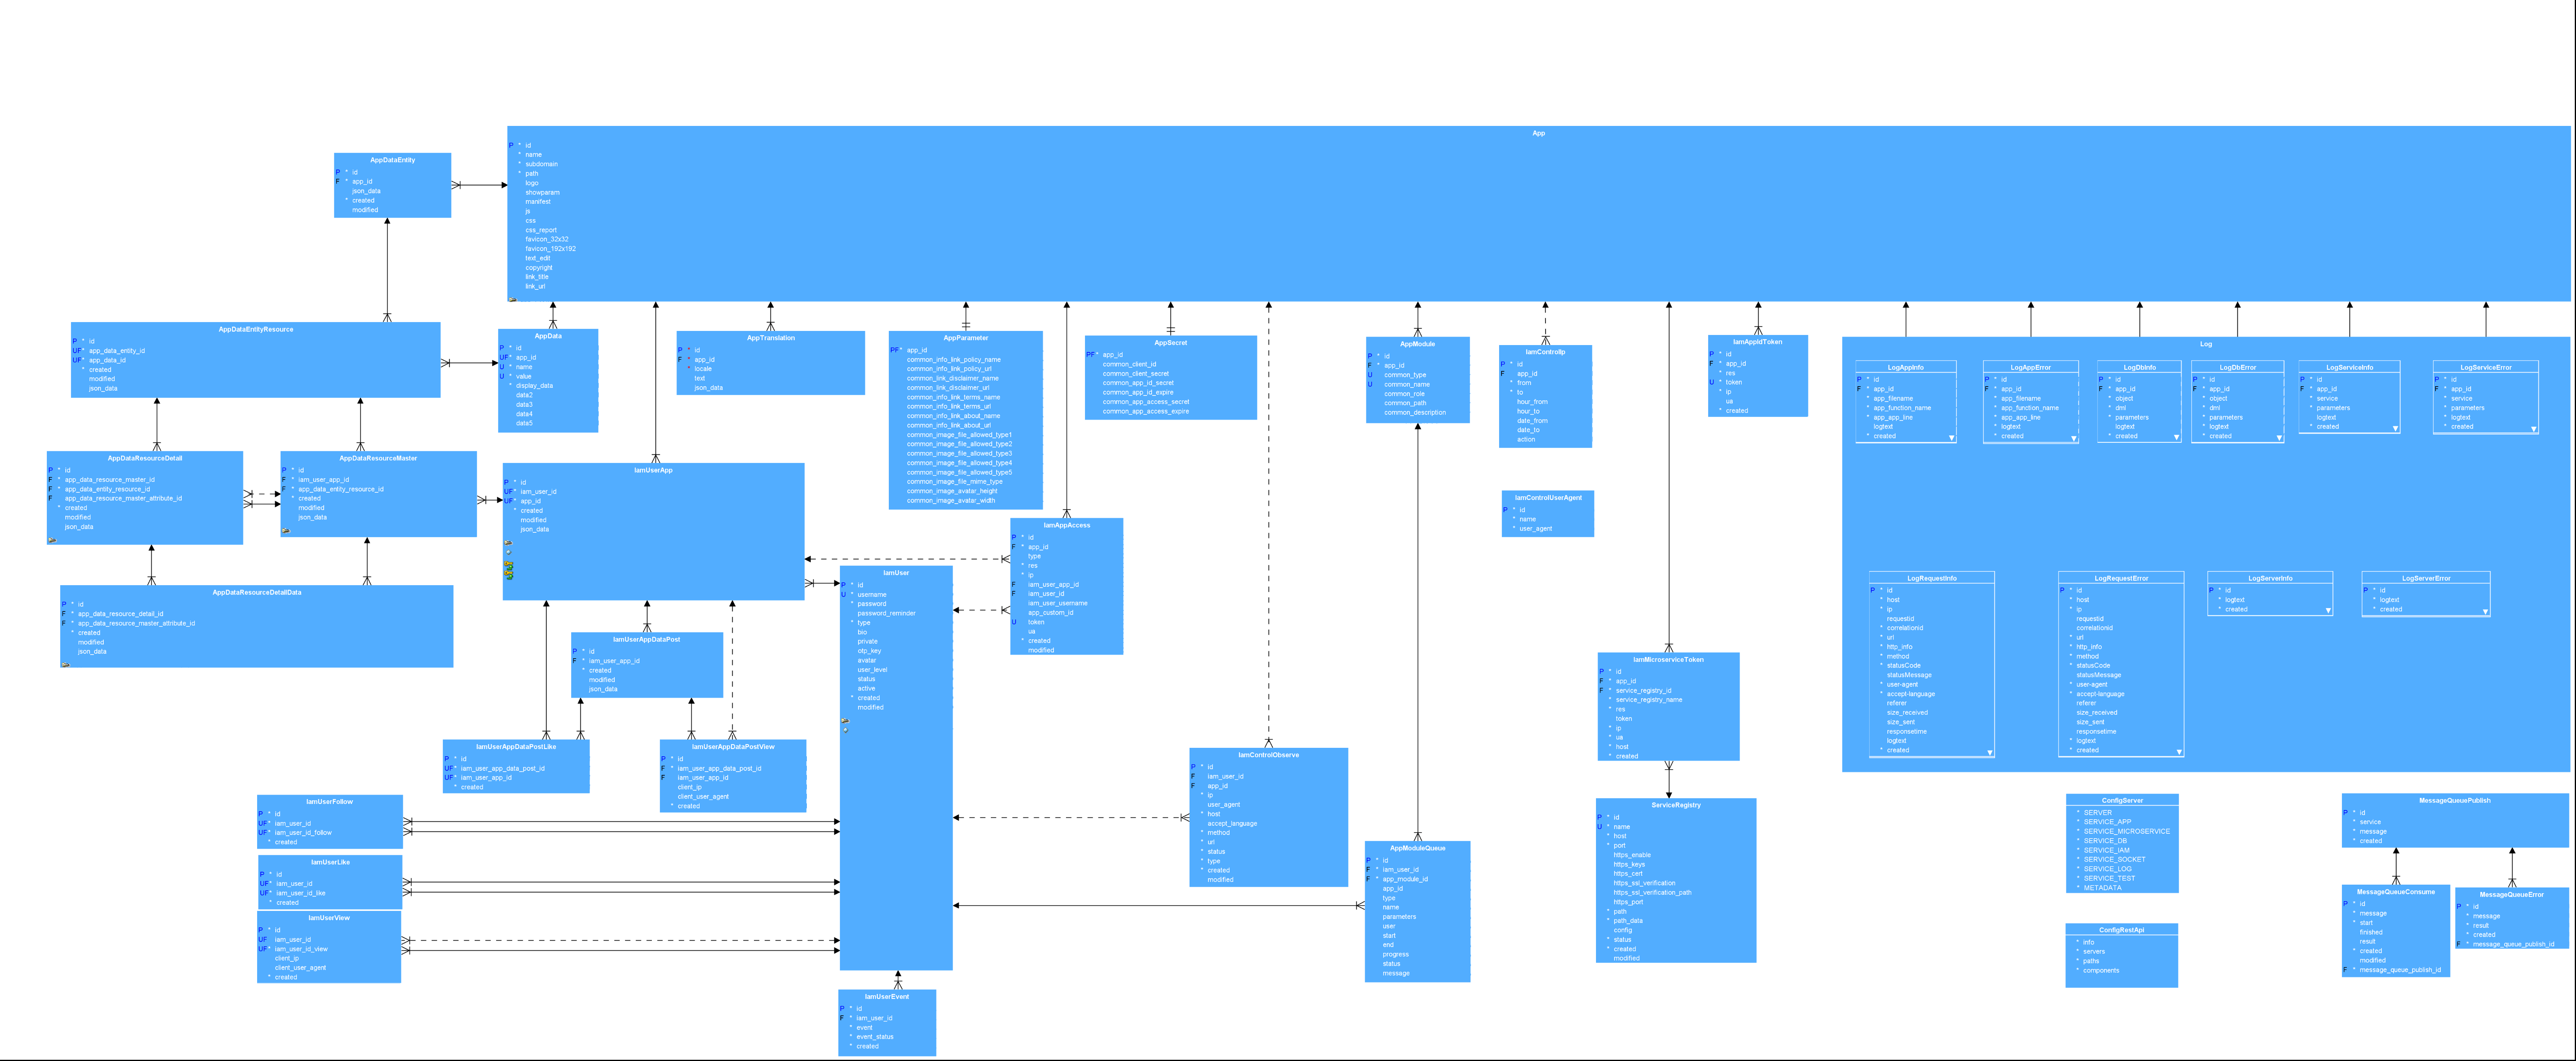 App
P * id
* name
* subdomain
* path
logo
showparam
manifest
js
css
css_report
favicon_32x32
favicon_192x192
text_edit
copyright
link_title
link_url
AppDataEntity
P * id
F * app_id
json_data
* created
modified
AppDataEntityResource
P * id
UF* app_data_entity_id
UF* app_data_id
* created
modified
json_data
AppData
P * id
UF* app_id
U * name
U * value
* display_data
data2
data3
data4
data5
AppTranslation
P * id
F * app_id
* locale
text
json_data
AppParameter
PF* app_id
common_info_link_policy_name
common_info_link_policy_url
common_link_disclaimer_name
common_link_disclaimer_url
common_info_link_terms_name
common_info_link_terms_url
common_info_link_about_name
common_info_link_about_url
common_image_file_allowed_type1
common_image_file_allowed_type2
common_image_file_allowed_type3
common_image_file_allowed_type4
common_image_file_allowed_type5
common_image_file_mime_type
common_image_avatar_height
common_image_avatar_width
AppSecret
PF* app_id
common_client_id
common_client_secret
common_app_id_secret
common_app_id_expire
common_app_access_secret
common_app_access_expire
AppModule
P * id
F * app_id
U common_type
U common_name
common_role
common_path
common_description
IamControlIp
P * id
F app_id
* from
* to
hour_from
hour_to
date_from
date_to
action
IamAppIdToken
P * id
F * app_id
* res
U * token
* ip
ua
* created
Log
LogAppInfo
P * id
F * app_id
* app_filename
* app_function_name
* app_app_line
logtext
* created
LogAppError
P * id
F * app_id
* app_filename
* app_function_name
* app_app_line
* logtext
* created
LogDbInfo
P * id
F * app_id
* object
* dml
* parameters
* logtext
* created
LogDbError
P * id
F * app_id
* object
* dml
* parameters
* logtext
* created
LogServiceInfo
P * id
F * app_id
* service
* parameters
logtext
* created
LogServiceError
P * id
F * app_id
* service
* parameters
* logtext
* created
AppDataResourceDetail
P * id
F * app_data_resource_master_id
F * app_data_entity_resource_id
F app_data_resource_master_attribute_id
* created
modified
json_data
AppDataResourceMaster
P * id
F * iam_user_app_id
F * app_data_entity_resource_id
* created
modified
json_data
IamUserApp
P * id
UF* iam_user_id
UF* app_id
* created
modified
json_data
IamControlUserAgent
P * id
* name
* user_agent
IamAppAccess
P * id
F * app_id
type
* res
* ip
F iam_user_app_id
F iam_user_id
iam_user_username
app_custom_id
U token
ua
* created
modified
AppDataResourceDetailData
P * id
F * app_data_resource_detail_id
F * app_data_resource_master_attribute_id
* created
modified
json_data
IamUser
P * id
U * username
* password
password_reminder
* type
bio
private
otp_key
avatar
user_level
status
active
* created
modified
LogRequestInfo
P * id
* host
* ip
requestid
* correlationid
* url
* http_info
* method
* statusCode
statusMessage
* user-agent
* accept-language
referer
size_received
size_sent
responsetime
logtext
* created
LogRequestError
P * id
* host
* ip
requestid
correlationid
* url
* http_info
* method
* statusCode
statusMessage
* user-agent
* accept-language
referer
size_received
size_sent
responsetime
* logtext
* created
LogServerInfo
P * id
* logtext
* created
LogServerError
P * id
* logtext
* created
IamUserAppDataPost
P * id
F * iam_user_app_id
* created
modified
json_data
IamMicroserviceToken
P * id
F * app_id
F * service_registry_id
* service_registry_name
* res
token
* ip
* ua
* host
* created
IamUserAppDataPostLike
P * id
UF* iam_user_app_data_post_id
UF* iam_user_app_id
* created
IamUserAppDataPostView
P * id
F * iam_user_app_data_post_id
F iam_user_app_id
client_ip
client_user_agent
* created
IamControlObserve
P * id
F iam_user_id
F app_id
* ip
user_agent
* host
accept_language
* method
* url
* status
* type
* created
modified
IamUserFollow
P * id
UF* iam_user_id
UF* iam_user_id_follow
* created
IamUserLike
P * id
UF* iam_user_id
UF* iam_user_id_like
* created
IamUserView
P * id
UF iam_user_id
UF* iam_user_id_view
client_ip
client_user_agent
* created
IamUserEvent
P * id
F * iam_user_id
* event
* event_status
* created
AppModuleQueue
P * id
F * iam_user_id
F * app_module_id
app_id
type
name
parameters
user
start
end
progress
status
message
ServiceRegistry
P * id
U * name
* host
* port
https_enable
https_keys
https_cert
https_ssl_verification
https_ssl_verification_path
https_port
* path
* path_data
config
* status
* created
modified
ConfigServer
* SERVER
* SERVICE_APP
* SERVICE_MICROSERVICE
* SERVICE_DB
* SERVICE_IAM
* SERVICE_SOCKET
* SERVICE_LOG
* SERVICE_TEST
* METADATA
ConfigRestApi
* info
* servers
* paths
* components
MessageQueuePublish
P * id
* service
* message
* created
MessageQueueConsume
P * id
* message
* start
finished
result
* created
modified
F * message_queue_publish_id
MessageQueueError
P * id
* message
* result
* created
F * message_queue_publish_id